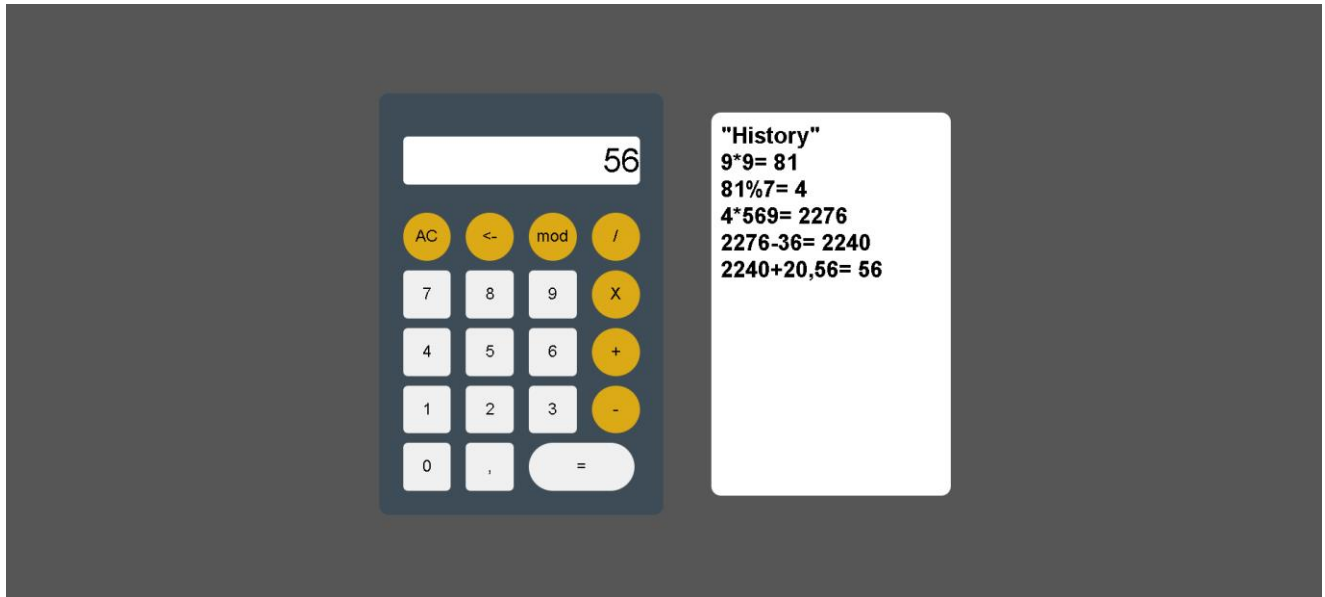 56
AC <- mod /
7 8 9 X
4 5 6 +
1 2 3 -
0 , =
"History"
9*9= 81
81%7= 4
4*569= 2276
2276-36= 2240
2240+20,56= 56